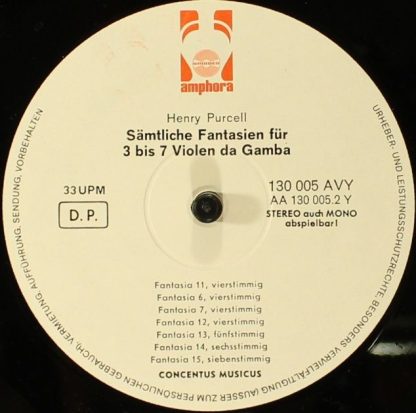 amphora
Henry Purcell
Sämtliche Fantasien für
3 bis 7 Violen da Gamba
33 UPM
D. P.
130 005 AVY
AA 130 005.2 Y
STEREO auch MONO
abspielbar!
Fantasia 11, vierstimmig
Fantasia 6, vierstimmig
Fantasia 7, vierstimmig
Fantasia 12, vierstimmig
Fantasia 13, fünfstimmig
Fantasia 14, sechsstimmig
Fantasia 15, siebenstimmig
CONCENTUS MUSICUS
URHEBER- UND LEISTUNGSSCHUTZRECHTE, BESONDERS VERVIELFÄLTIGUNG (AUSSER ZUM PERSÖNLICHEN GEBRAUCH), VERMIETUNG, AUFFÜHRUNG, SENDUNG, VORBEHALTEN